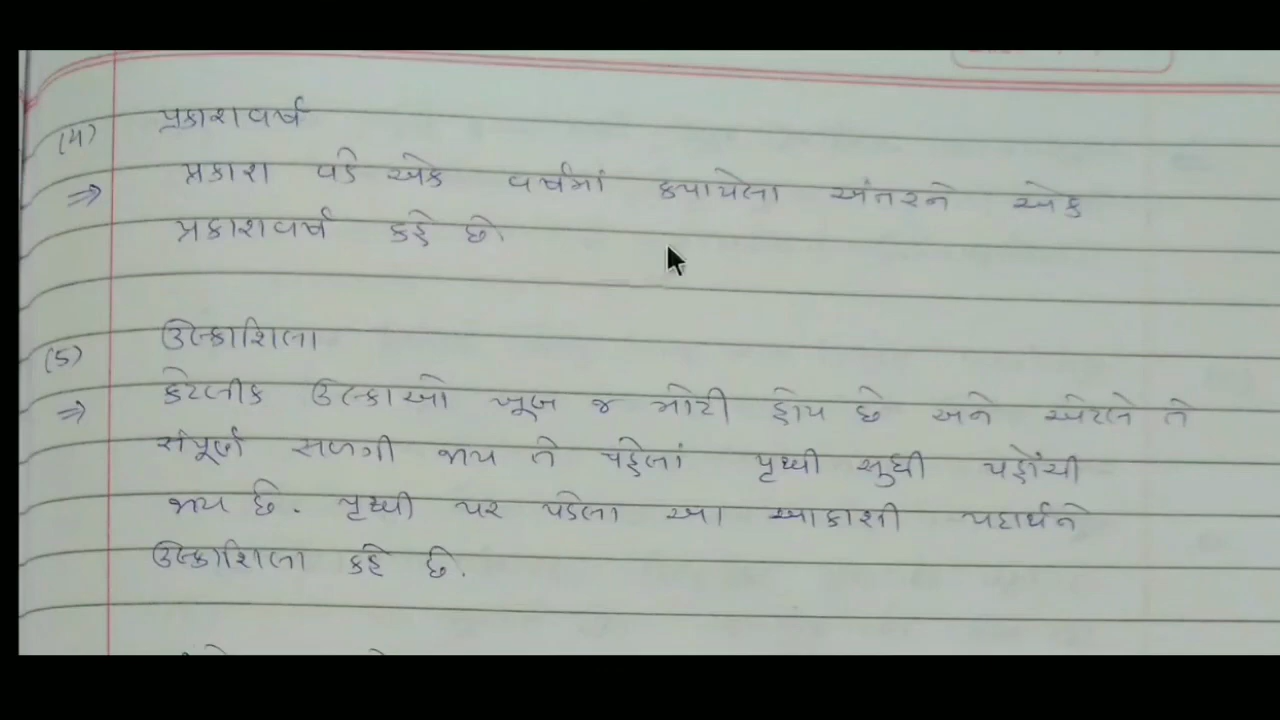 (4) પ્રકાશવર્ષ
⇒ પ્રકાશ વડે એક વર્ષમાં કપાયેલા અંતરને એક
પ્રકાશવર્ષ કહે છે.
(5) ઉલ્કાશિલા
⇒ કેટલીક ઉલ્કાઓ ખૂબ જ મોટી હોય છે અને એટલે તે
સંપૂર્ણ સળગી જાય તે પહેલાં પૃથ્વી સુધી પહોંચી
જાય છે. પૃથ્વી પર પડેલા આ આકાશી પદાર્થને
ઉલ્કાશિલા કહે છે.